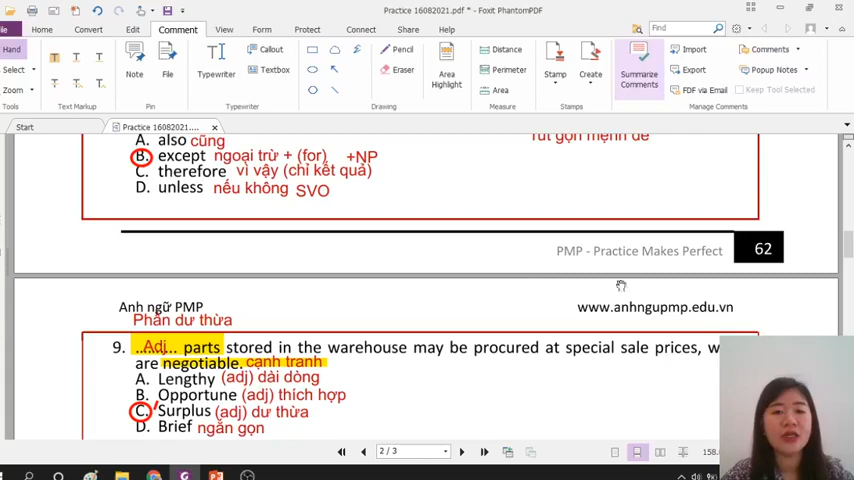 Practice 16082021.pdf * - Foxit PhantomPDF
Home Convert Edit Comment View Form Protect Connect Share Help
Find
Hand
Select
Zoom
Tools
Text Markup
Note
File
Pin
Typewriter
Callout
Textbox
Typewriter
Drawing
Pencil
Eraser
Area
Highlight
Distance
Perimeter
Area
Measure
Stamp
Create
Stamps
Summarize
Comments
Import
Export
FDF via Email
Comments
Popup Notes
Keep Tool Selected
Manage Comments
Start
Practice 16082021....
rút gọn mệnh đề
A. also cũng
B. except ngoại trừ + (for) +NP
C. therefore vì vậy (chỉ kết quả)
D. unless nếu không SVO
PMP - Practice Makes Perfect 62
Anh ngữ PMP
www.anhngupmp.edu.vn
Phần dư thừa
9. ........ Adj parts stored in the warehouse may be procured at special sale prices, w
are negotiable. cạnh tranh
A. Lengthy (adj) dài dòng
B. Opportune (adj) thích hợp
C. Surplus (adj) dư thừa
D. Brief ngắn gọn
2 / 3
158.